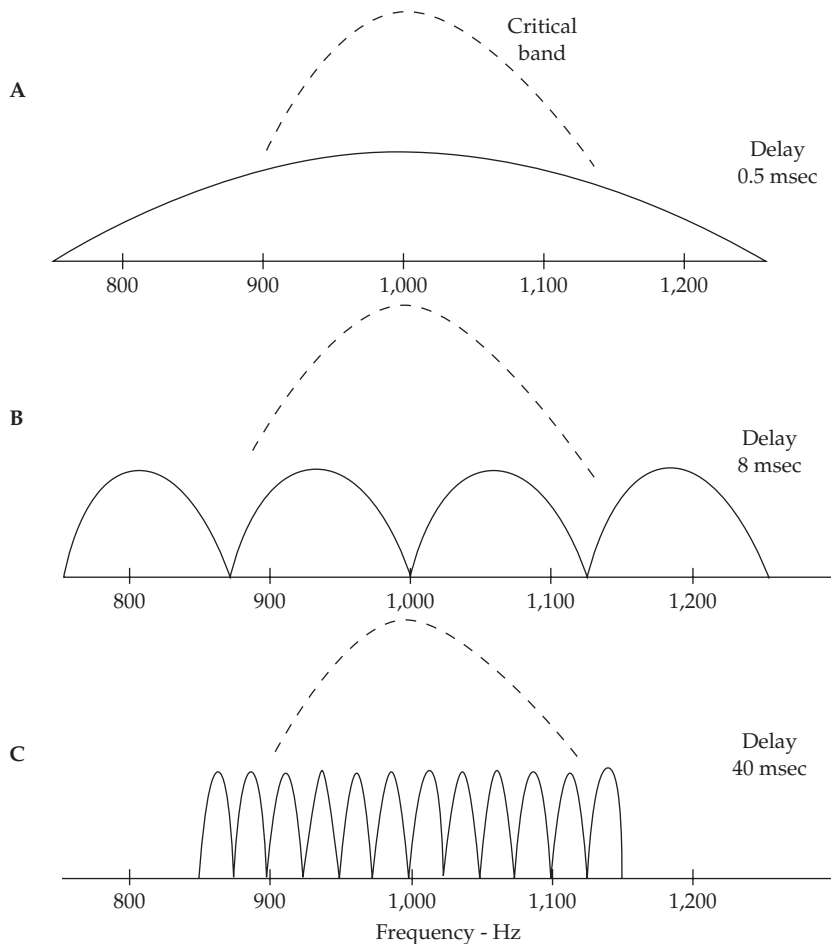 Critical
band
A
Delay
0.5 msec
800 900 1,000 1,100 1,200
B
Delay
8 msec
800 900 1,000 1,100 1,200
C
Delay
40 msec
800 900 1,000 1,100 1,200
Frequency - Hz